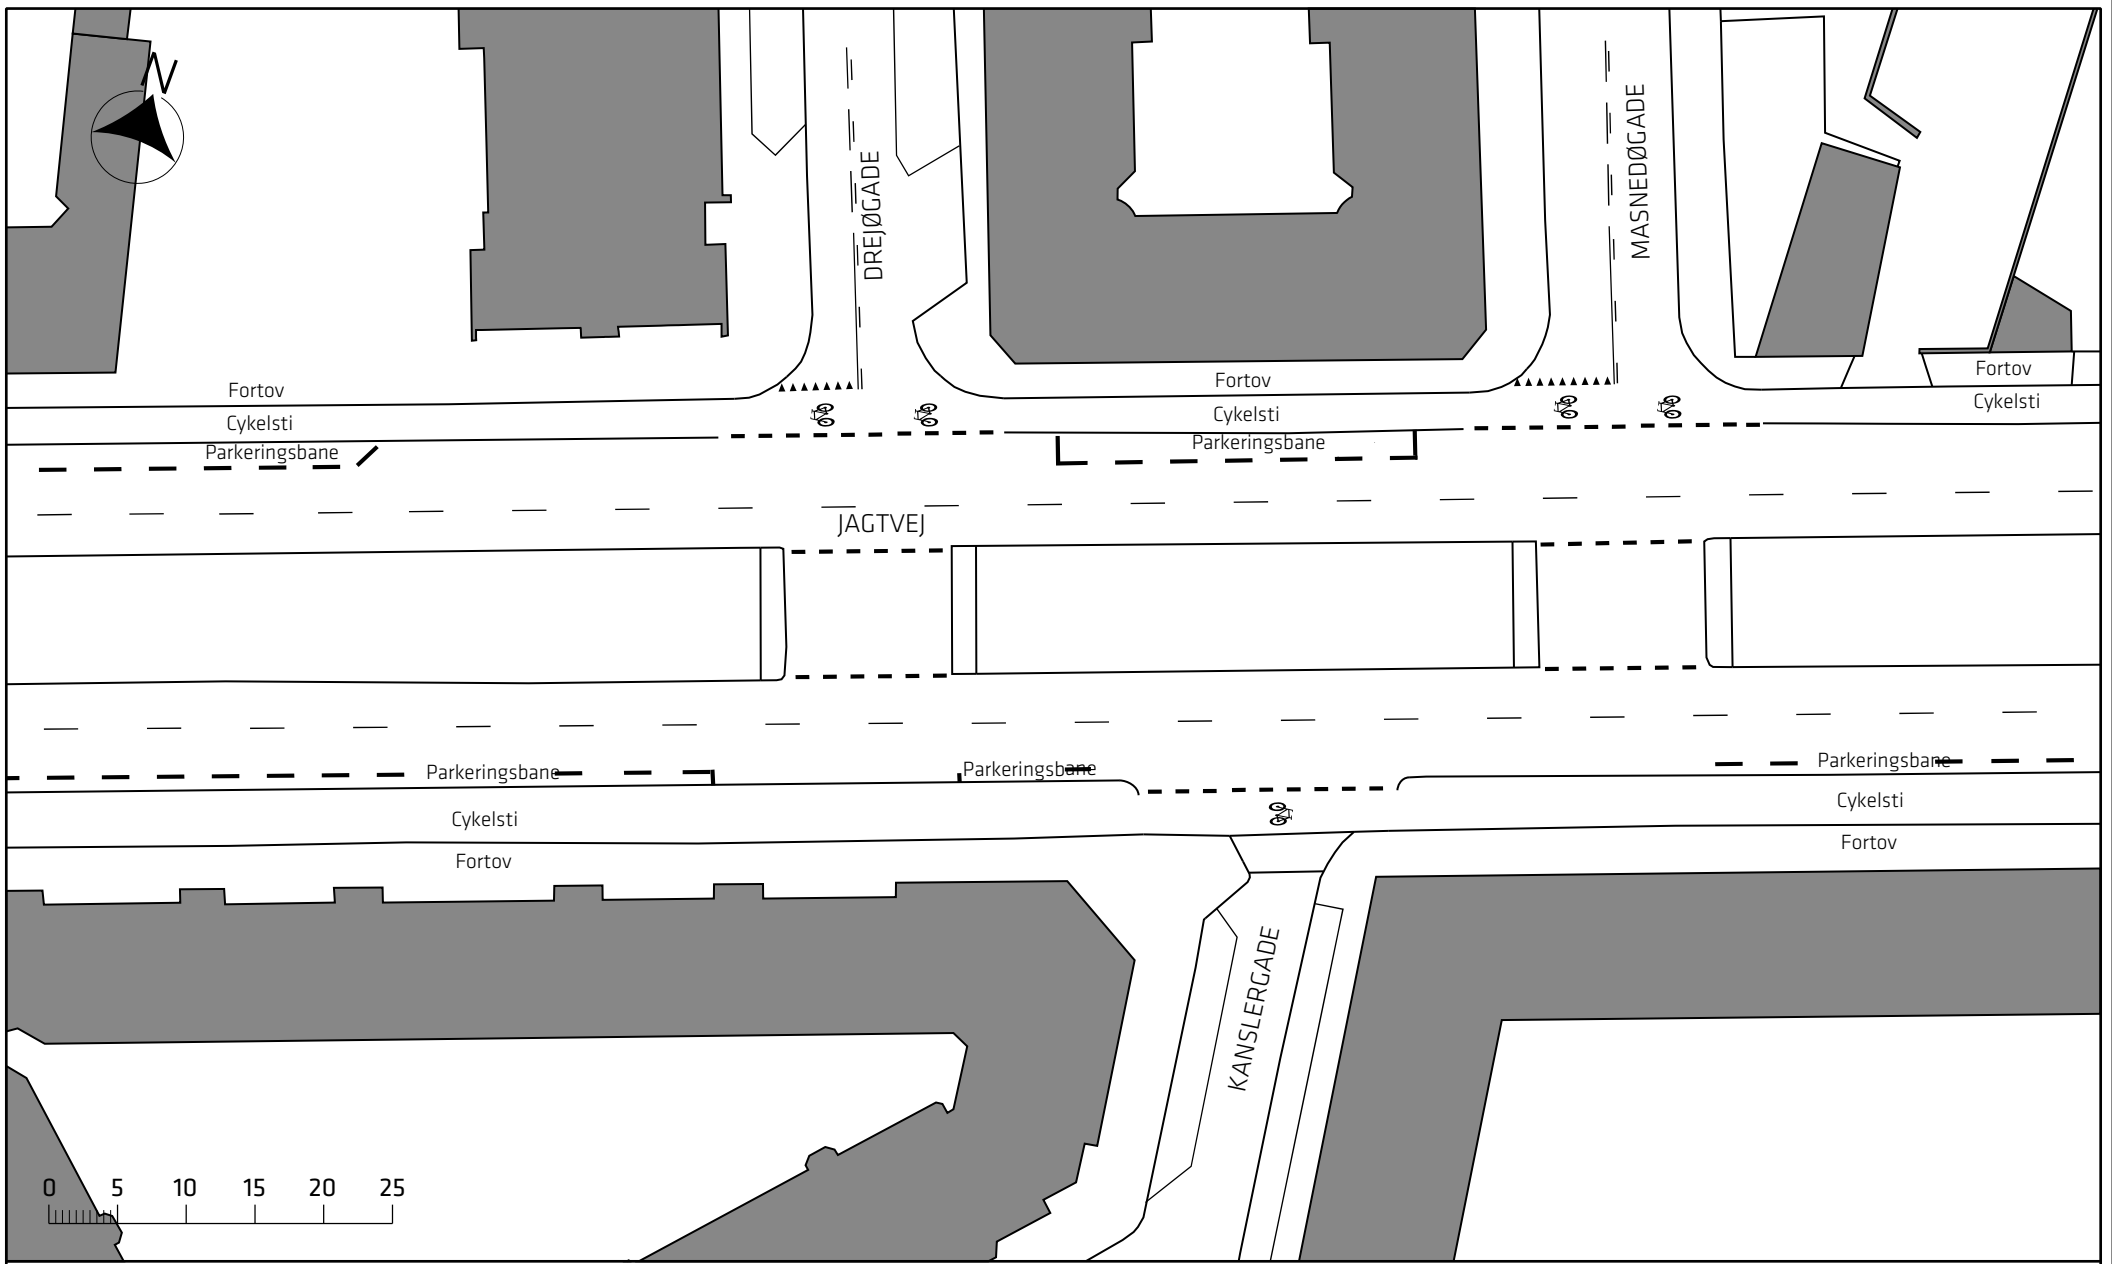 N
DREJØGADE
MASNEDØGADE
Fortov
Fortov
Fortov
Cykelsti
Cykelsti
Cykelsti
Parkeringsbane
Parkeringsbane
JAGTVEJ
Parkeringsbane
Parkeringsbane
Parkeringsbane
Cykelsti
Cykelsti
Fortov
Fortov
KANSLERGADE
0 5 10 15 20 25